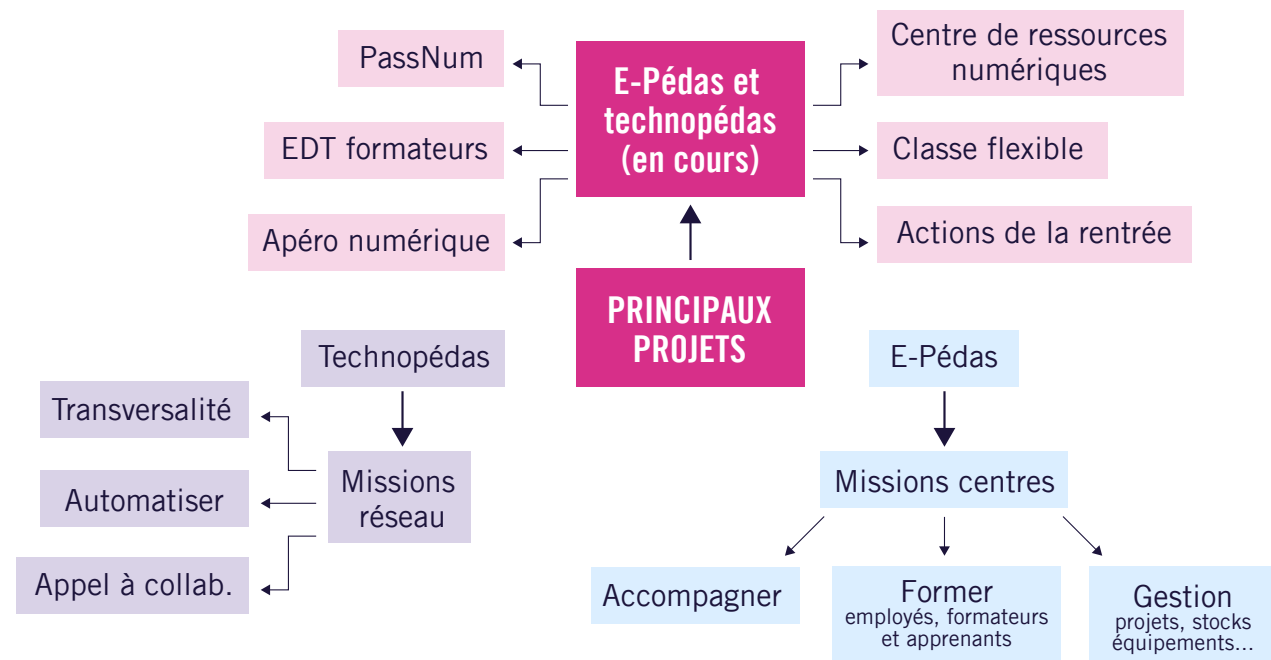 PassNum
EDT formateurs
Apéro numérique
E-Pédas et
technopédas
(en cours)
Centre de ressources
numériques
Classe flexible
Actions de la rentrée
PRINCIPAUX
PROJETS
Technopédas
Transversalité
Automatiser
Appel à collab.
Missions
réseau
E-Pédas
Missions centres
Accompagner
Former
employés, formateurs
et apprenants
Gestion
projets, stocks
équipements...